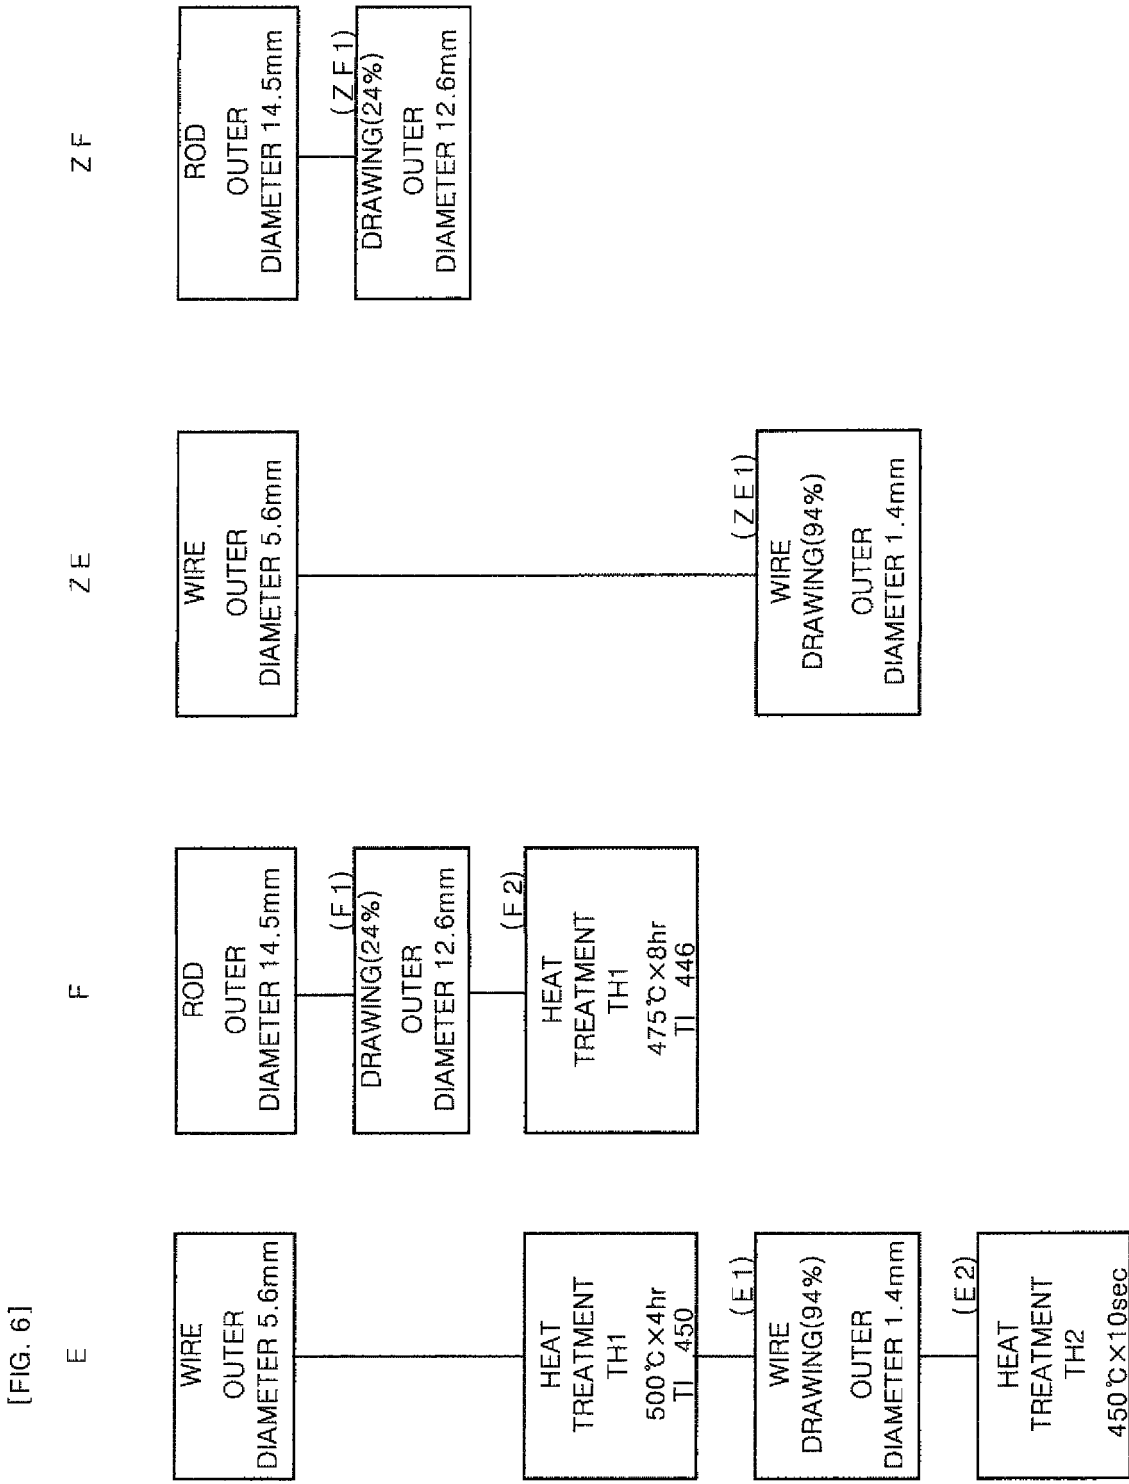 [FIG. 6]
E
WIRE
OUTER
DIAMETER 5.6mm
HEAT
TREATMENT
TH1
500℃×4hr
TI 450
(E1)
WIRE
DRAWING(94%)
OUTER
DIAMETER 1.4mm
(E2)
HEAT
TREATMENT
TH2
450℃×10sec
F
ROD
OUTER
DIAMETER 14.5mm
(F1)
DRAWING(24%)
OUTER
DIAMETER 12.6mm
(F2)
HEAT
TREATMENT
TH1
475℃×8hr
TI 446
ZE
WIRE
OUTER
DIAMETER 5.6mm
(ZE1)
WIRE
DRAWING(94%)
OUTER
DIAMETER 1.4mm
ZF
ROD
OUTER
DIAMETER 14.5mm
(ZF1)
DRAWING(24%)
OUTER
DIAMETER 12.6mm